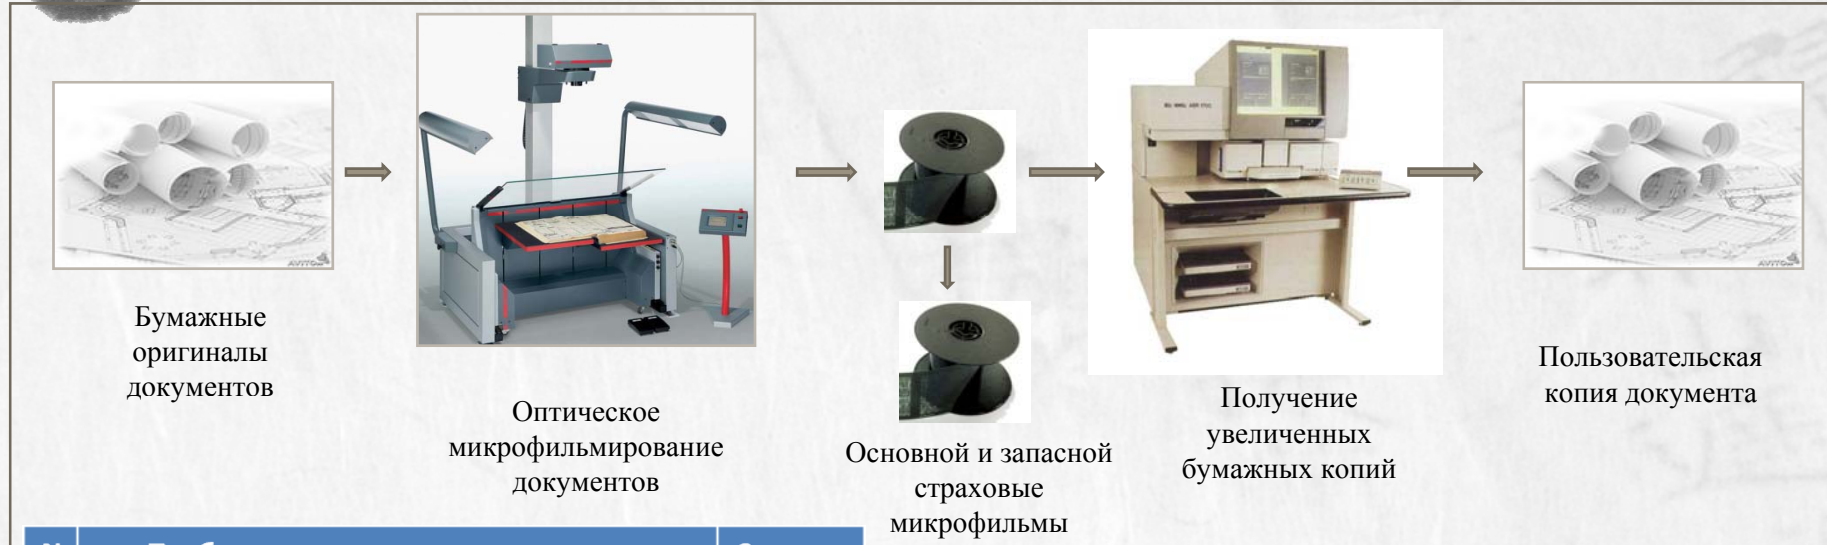 Бумажные
оригиналы
документов
Оптическое
микрофильмирование
документов
Основной и запасной
страховые
микрофильмы
Получение
увеличенных
бумажных копий
Пользовательская
копия документа